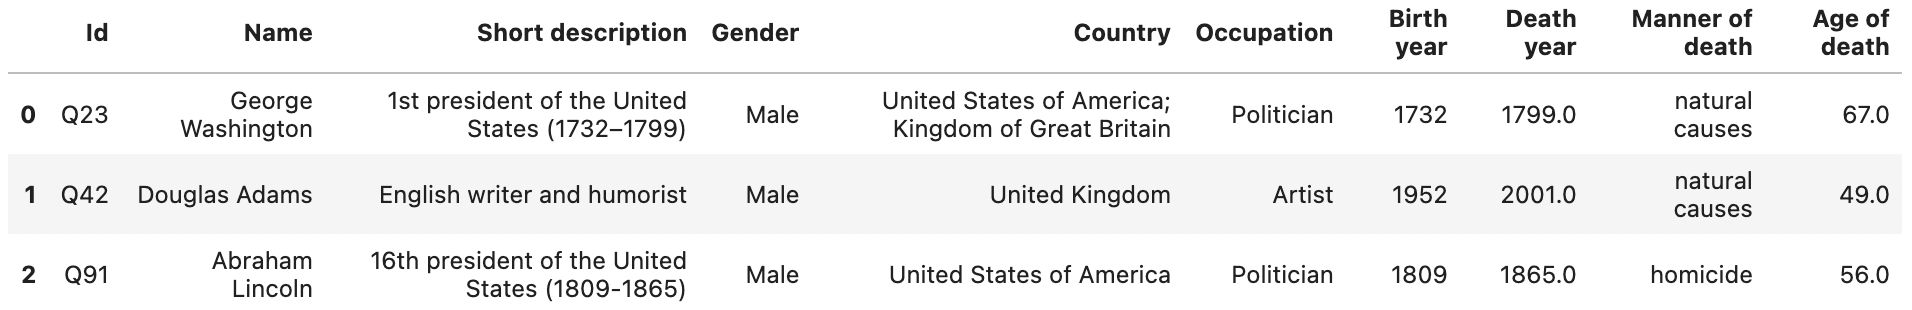 Id Name Short description Gender Country Occupation Birth year Death year Manner of death Age of death
0 Q23 George Washington 1st president of the United States (1732–1799) Male United States of America; Kingdom of Great Britain Politician 1732 1799.0 natural causes 67.0
1 Q42 Douglas Adams English writer and humorist Male United Kingdom Artist 1952 2001.0 natural causes 49.0
2 Q91 Abraham Lincoln 16th president of the United States (1809-1865) Male United States of America Politician 1809 1865.0 homicide 56.0